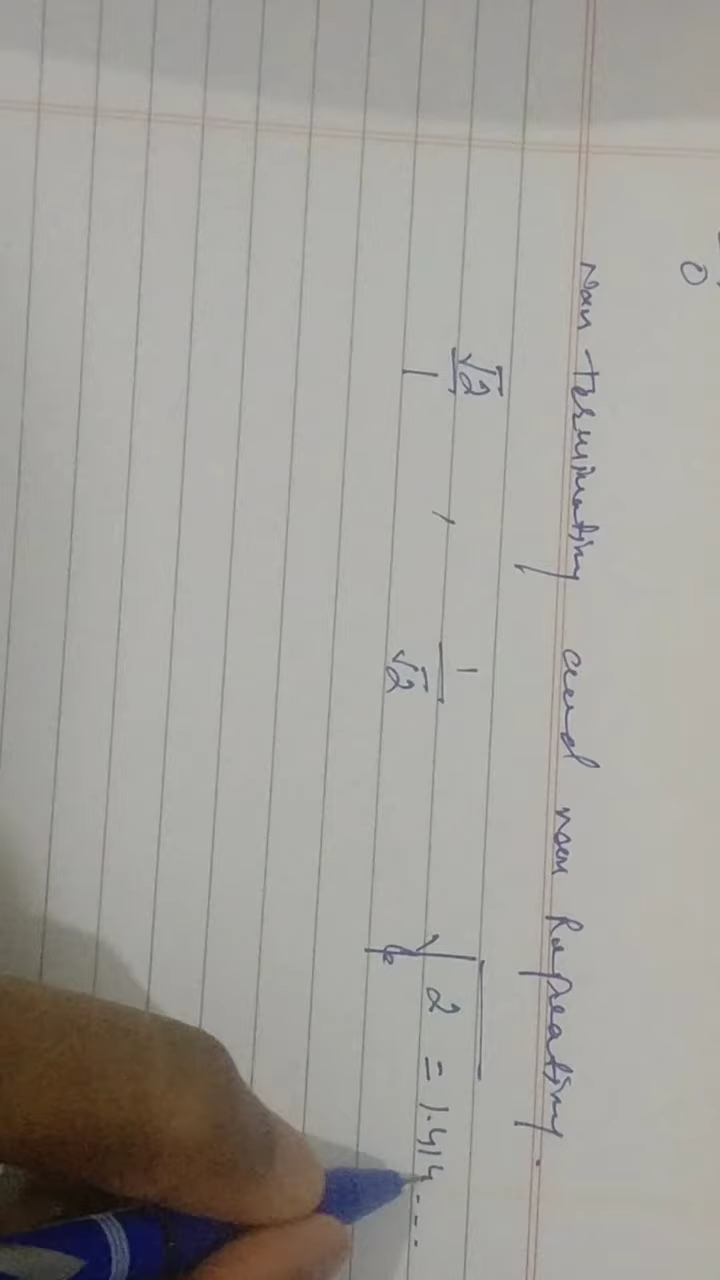 Non-terminating and non Repeating.
√2/1 , 1/√2 √2 = 1.414....